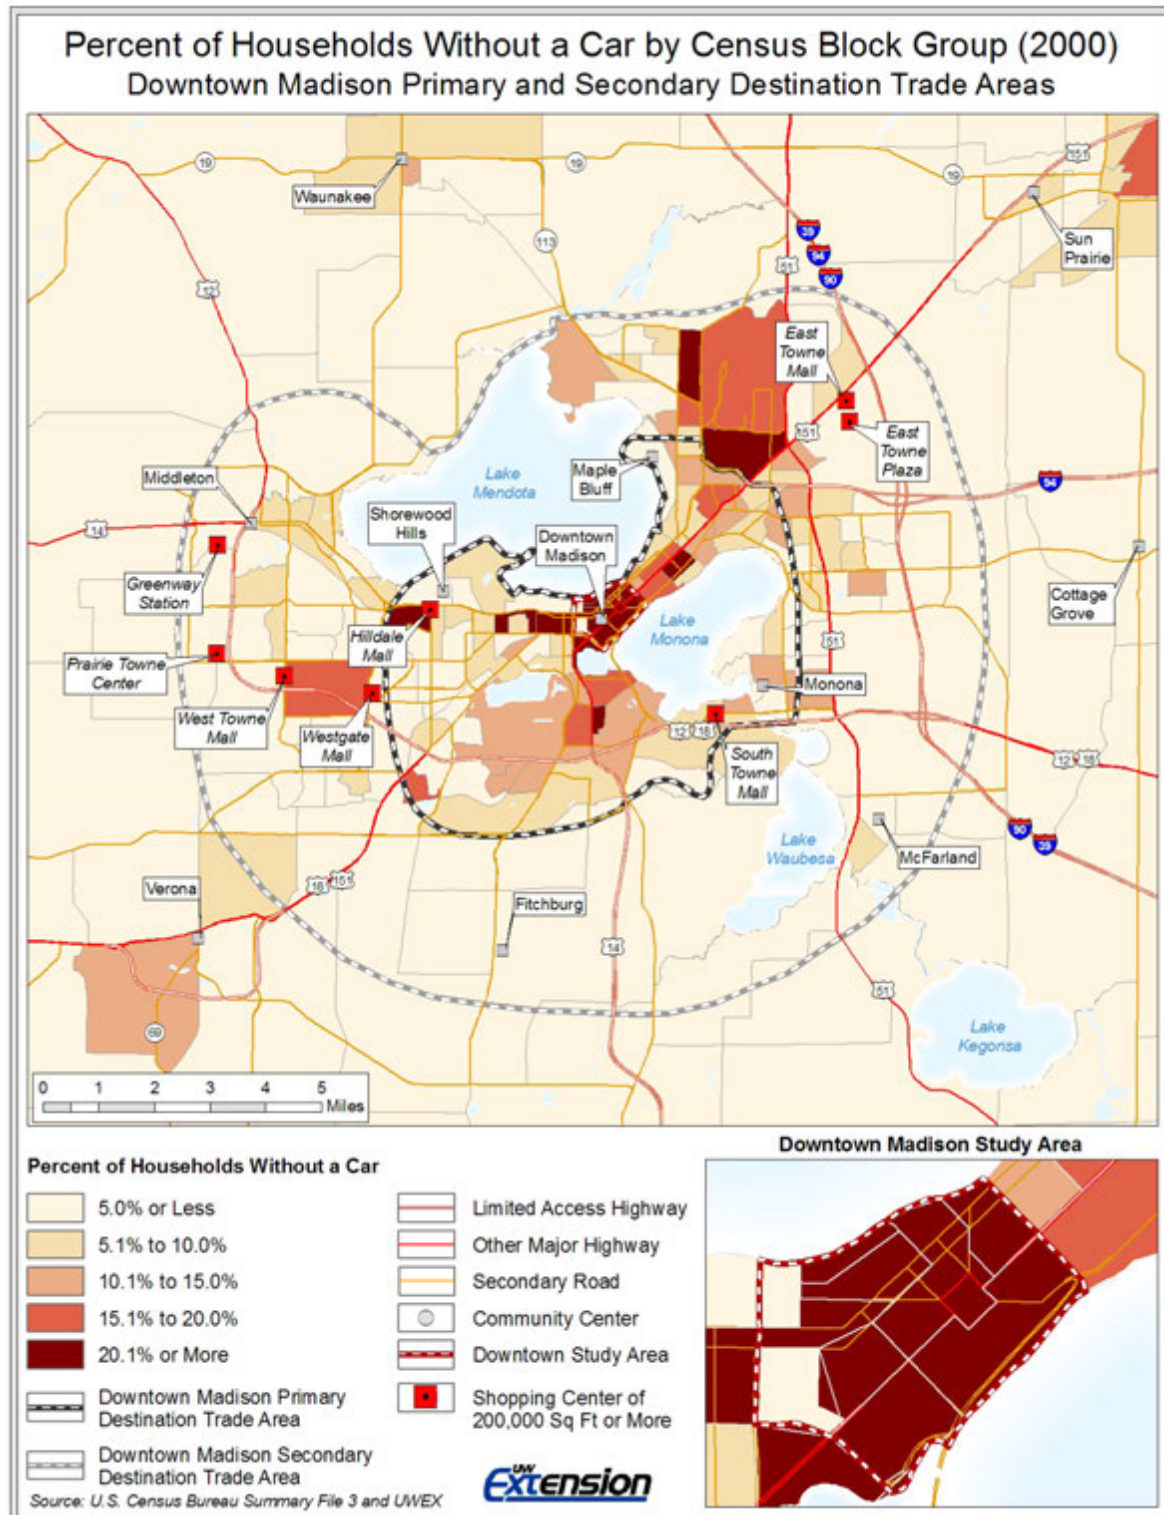 Percent of Households Without a Car by Census Block Group (2000)
Downtown Madison Primary and Secondary Destination Trade Areas
19
19
151
Waunakee
19
113
39
Sun
Prairie
94
51
12
90
East
Towne
Mall
151
East
Towne
Plaza
Lake
Mendota
Maple
Bluff
Middleton
94
Shorewood
Hills
Downtown
Madison
14
Greenway
Station
Cottage
Grove
Lake
Monona
51
Hilldale
Mall
Prairie Towne
Center
Monona
West Towne
Mall
Westgate
Mall
12
18
South
Towne
Mall
12
18
90
39
Lake
Waubesa
McFarland
Verona
18
151
Fitchburg
14
51
69
Lake
Kegonsa
0 1 2 3 4 5
Miles
Downtown Madison Study Area
Percent of Households Without a Car
5.0% or Less
5.1% to 10.0%
10.1% to 15.0%
15.1% to 20.0%
20.1% or More
Downtown Madison Primary
Destination Trade Area
Downtown Madison Secondary
Destination Trade Area
Limited Access Highway
Other Major Highway
Secondary Road
Community Center
Downtown Study Area
Shopping Center of
200,000 Sq Ft or More
Source: U.S. Census Bureau Summary File 3 and UWEX
UW
Extension